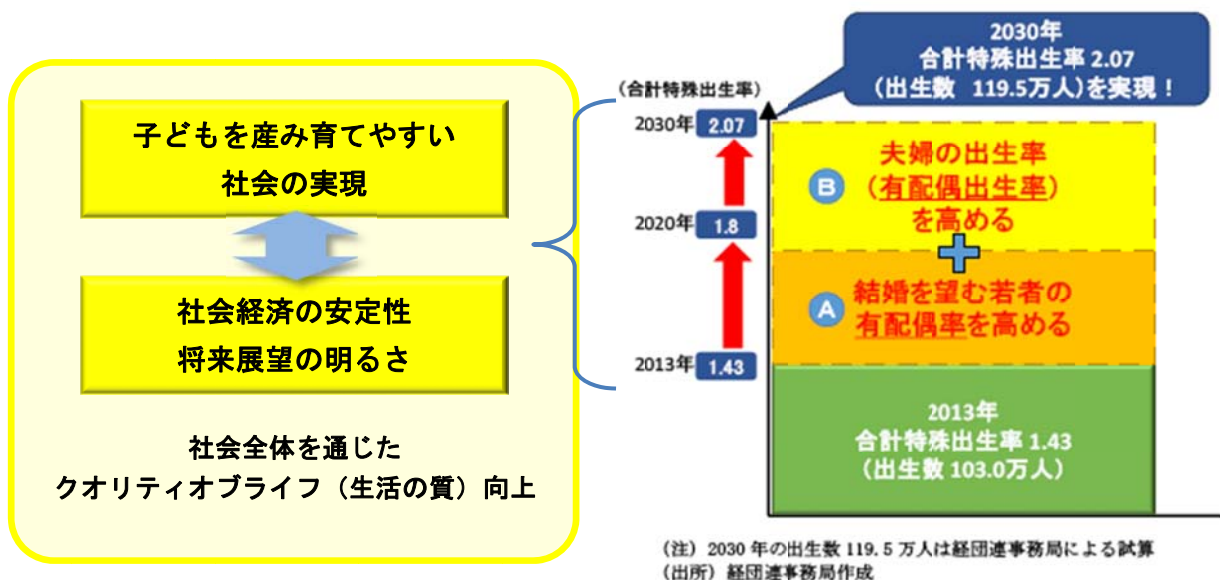 子どもを産み育てやすい
社会の実現
社会経済の安定性
将来展望の明るさ
社会全体を通じた
クオリティオブライフ（生活の質）向上
2030年
合計特殊出生率 2.07
（出生数 119.5万人）を実現！
（合計特殊出生率）
2030年 2.07
2020年 1.8
2013年 1.43
B
夫婦の出生率
（有配偶出生率）
を高める
A
結婚を望む若者の
有配偶率を高める
2013年
合計特殊出生率 1.43
（出生数 103.0万人）
（注）2030 年の出生数 119.5 万人は経団連事務局による試算
（出所）経団連事務局作成